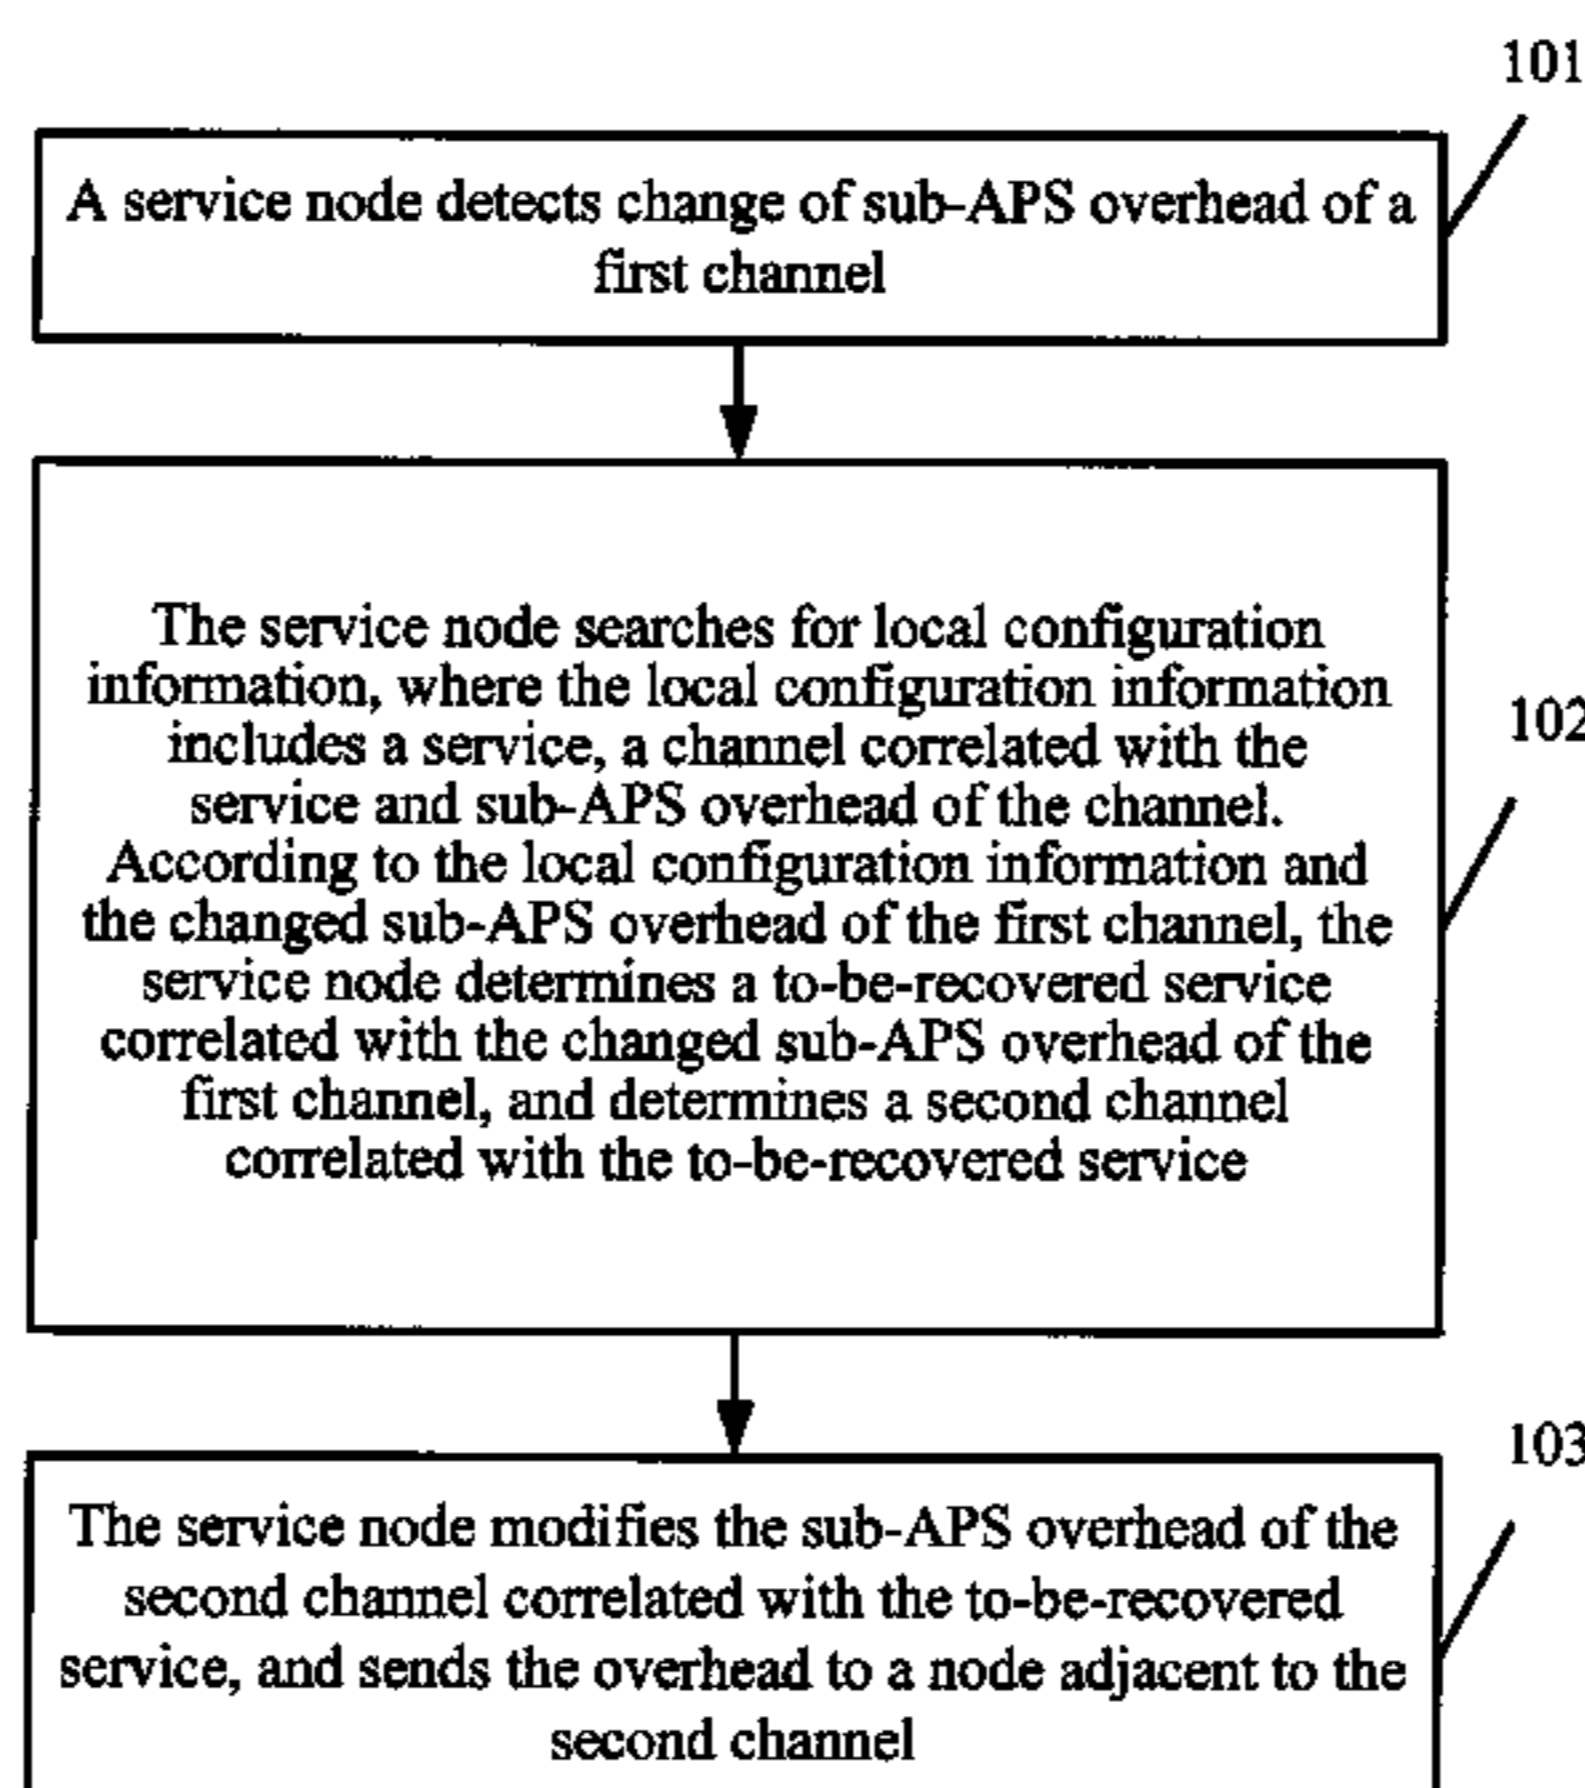 101
A service node detects change of sub-APS overhead of a
first channel
The service node searches for local configuration
information, where the local configuration information
includes a service, a channel correlated with the
service and sub-APS overhead of the channel.
According to the local configuration information and
the changed sub-APS overhead of the first channel, the
service node determines a to-be-recovered service
correlated with the changed sub-APS overhead of the
first channel, and determines a second channel
correlated with the to-be-recovered service
102
103
The service node modifies the sub-APS overhead of the
second channel correlated with the to-be-recovered
service, and sends the overhead to a node adjacent to the
second channel